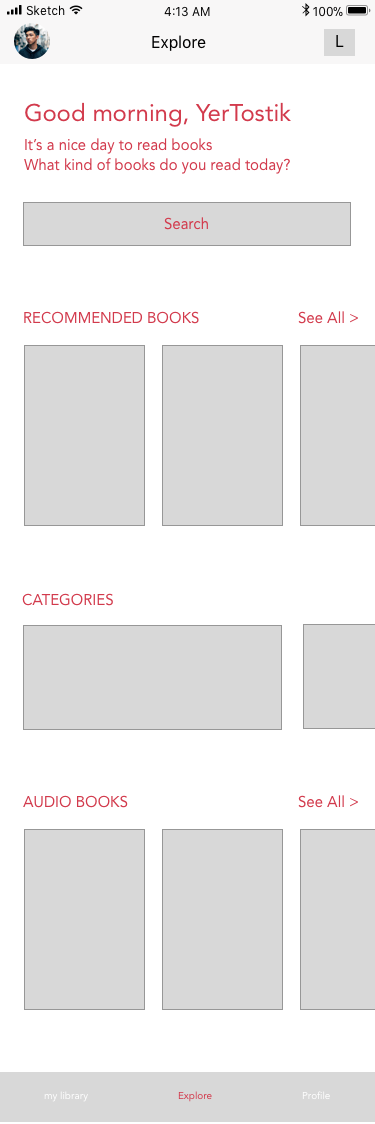 Sketch 4:13 AM 100%
Explore L
Good morning, YerTostik
It’s a nice day to read books
What kind of books do you read today?
Search
RECOMMENDED BOOKS See All >
CATEGORIES
AUDIO BOOKS See All >
my library Explore Profile